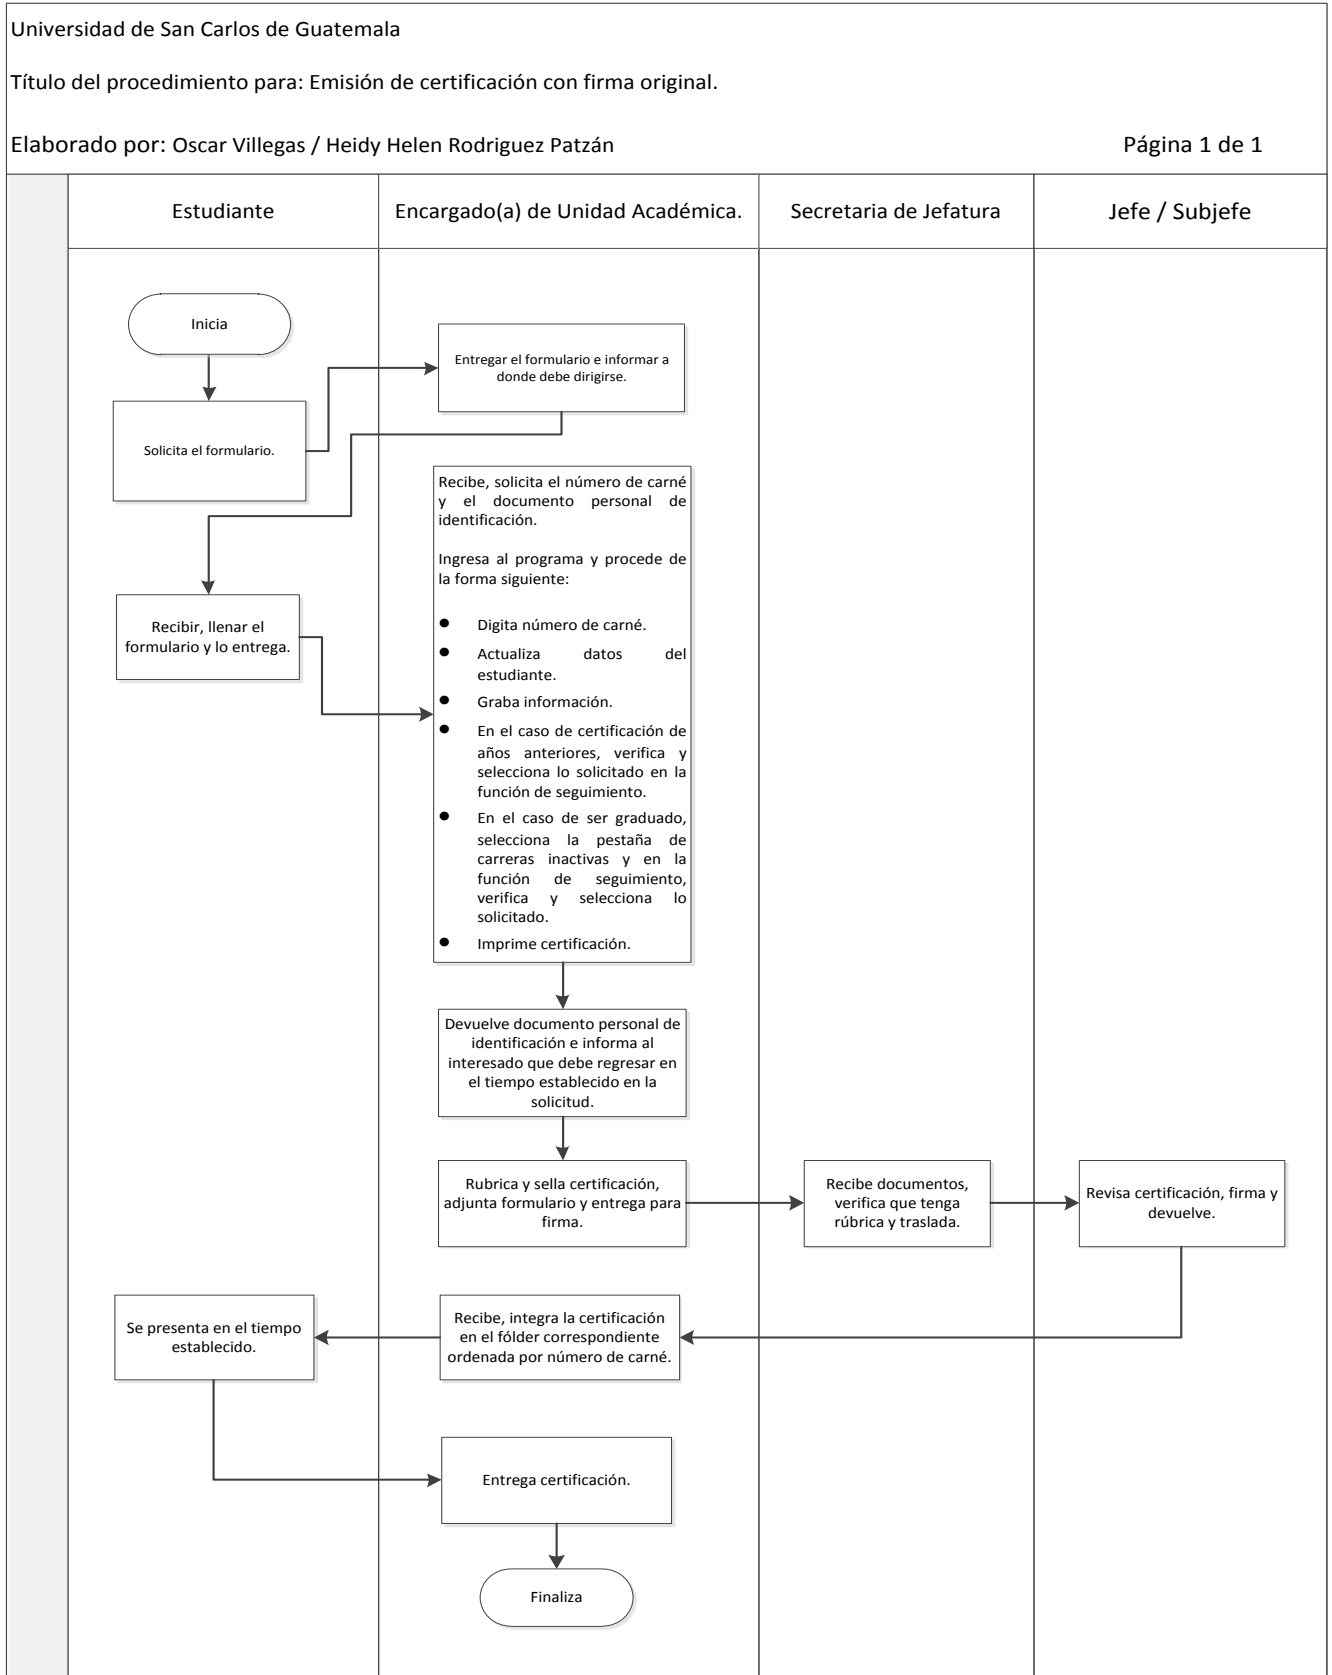 Universidad de San Carlos de Guatemala
Título del procedimiento para: Emisión de certificación con firma original.
Elaborado por: Oscar Villegas / Heidy Helen Rodriguez Patzán
Página 1 de 1
Estudiante
Encargado(a) de Unidad Académica.
Secretaria de Jefatura
Jefe / Subjefe
Inicia
Entregar el formulario e informar a
donde debe dirigirse.
Solicita el formulario.
Recibe, solicita el número de carné
y el documento personal de
identificación.
Ingresa al programa y procede de
la forma siguiente:
● Digita número de carné.
● Actualiza datos del
estudiante.
● Graba información.
● En el caso de certificación de
años anteriores, verifica y
selecciona lo solicitado en la
función de seguimiento.
● En el caso de ser graduado,
selecciona la pestaña de
carreras inactivas y en la
función de seguimiento,
verifica y selecciona lo
solicitado.
● Imprime certificación.
Recibir, llenar el
formulario y lo entrega.
Devuelve documento personal de
identificación e informa al
interesado que debe regresar en
el tiempo establecido en la
solicitud.
Rubrica y sella certificación,
adjunta formulario y entrega para
firma.
Recibe documentos,
verifica que tenga
rúbrica y traslada.
Revisa certificación, firma y
devuelve.
Se presenta en el tiempo
establecido.
Recibe, integra la certificación
en el fólder correspondiente
ordenada por número de carné.
Entrega certificación.
Finaliza